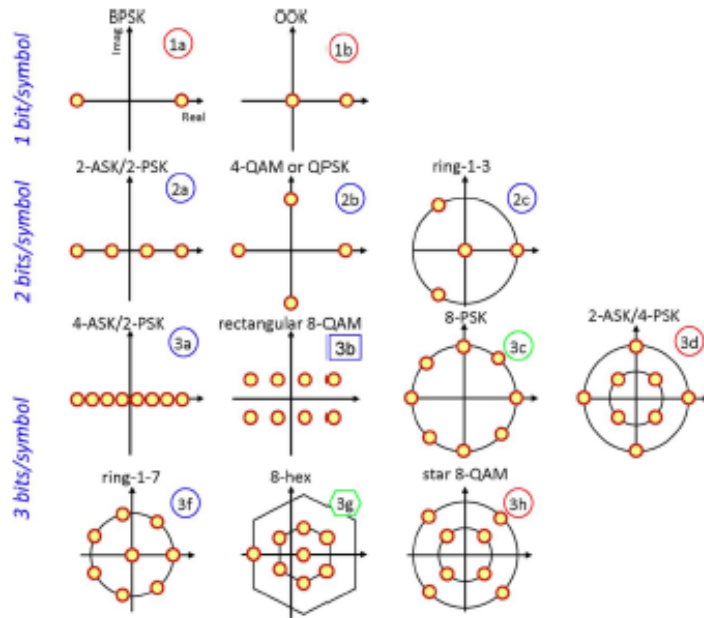 BPSK
OOK
Imag
1a
1b
Real
1 bit/symbol
2-ASK/2-PSK
4-QAM or QPSK
ring-1-3
2a
2b
2c
2 bits/symbol
4-ASK/2-PSK
rectangular 8-QAM
8-PSK
2-ASK/4-PSK
3a
3b
3c
3d
3 bits/symbol
ring-1-7
8-hex
star 8-QAM
3f
3g
3h